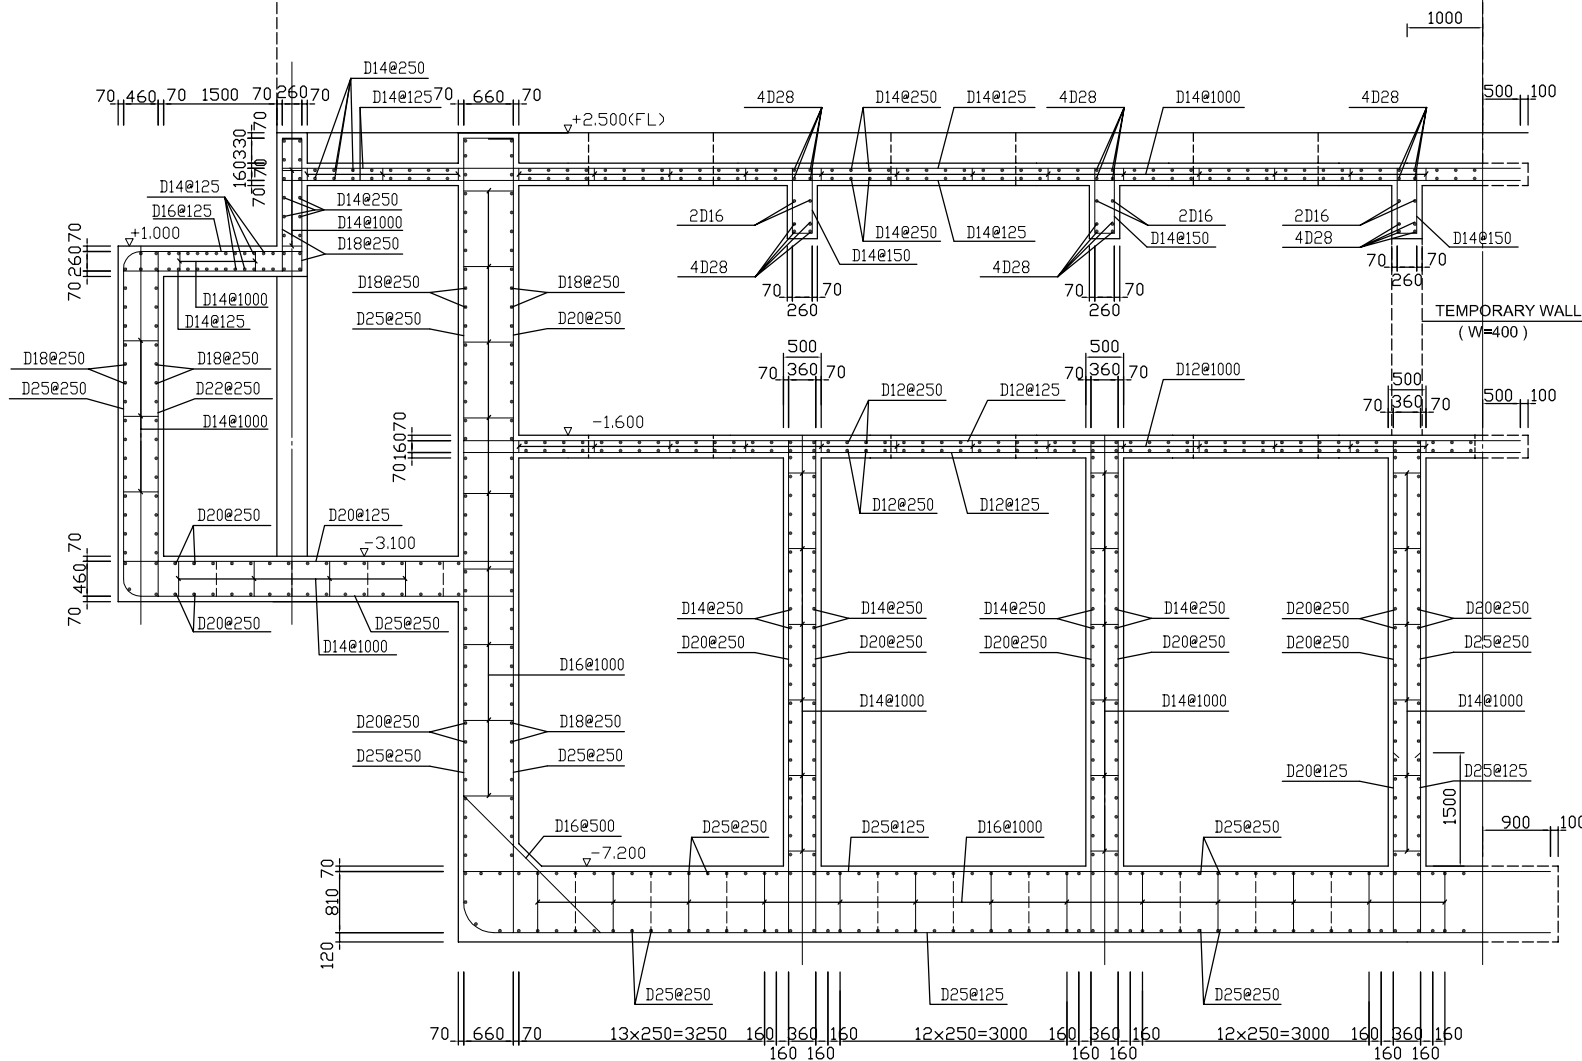 1000
D14@250
70 460 70 1500 70 260 70
D14@125
70 660 70
4D28 D14@250 D14@125 4D28 D14@1000 4D28
500 100
+2.500(FL)
70
330
160
70
70
70
D14@125
D16@125
D14@250
D14@1000
D18@250
+1.000
70
260
70
D14@1000
D14@125
2D16
D14@250 D14@125
D14@150
4D28
2D16
D14@150
4D28
2D16
4D28
D14@150
70 70
260
70 70
260
70 70
260
TEMPORARY WALL
( W=400 )
D18@250 D18@250
D25@250 D20@250
D18@250 D18@250
D25@250 D22@250
D14@1000
500
70 360 70
500
70 360 70
500
70 360 70
D12@250 D12@125 D12@1000
500 100
-1.600
70
160
70
D12@250 D12@125
D20@250 D20@125
-3.100
70
460
70
D20@250 D25@250
D14@1000
D16@1000
D14@250 D14@250 D14@250 D14@250 D20@250 D20@250
D20@250 D20@250 D20@250 D20@250 D20@250 D25@250
D14@1000 D14@1000 D14@1000
D20@250 D18@250
D25@250 D25@250
D20@125 D25@125
1500
D16@500 D25@250 D25@125 D16@1000 D25@250
900 100
-7.200
70
810
120
D25@250 D25@125 D25@250
70 660 70 13×250=3250 160 360 160 12×250=3000 160 360 160 12×250=3000 160 360 160
160 160 160 160 160 160